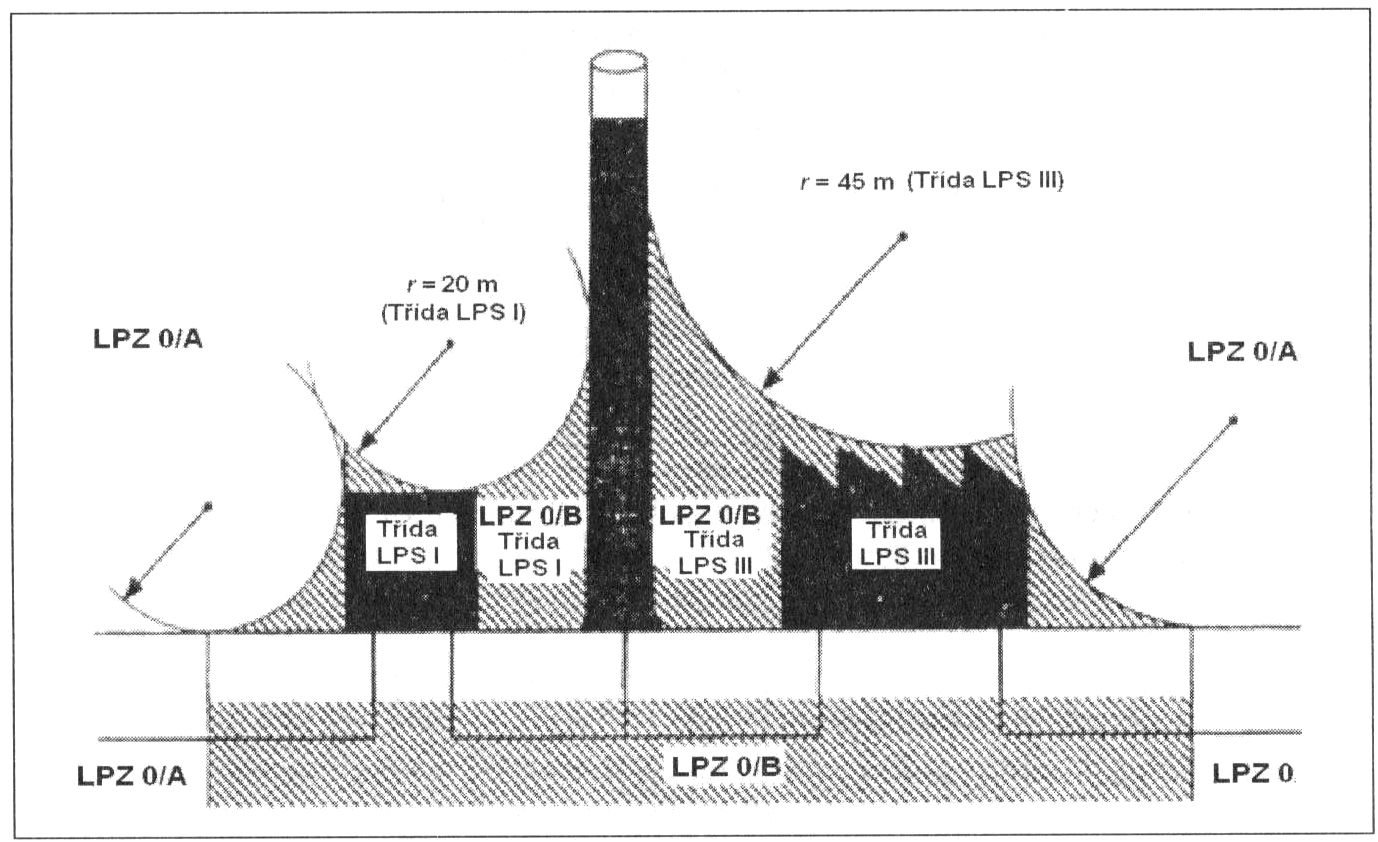 r = 45 m (Třída LPS III)
r = 20 m
(Třída LPS I)
LPZ 0/A
LPZ 0/A
Třída
LPS I
LPZ 0/B
Třída
LPS I
LPZ 0/B
Třída
LPS III
Třída
LPS III
LPZ 0/A
LPZ 0/B
LPZ 0